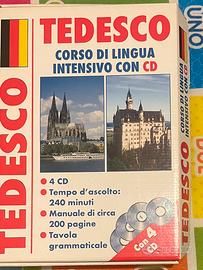 TEDESCO
CORSO DI LINGUA
INTENSIVO CON CD
TEDESCO
• 4 CD
• Tempo d'ascolto:
240 minuti
• Manuale di circa
200 pagine
• Tavola
grammaticale
Con 4 CD
TEDESCO
CORSO DI LINGUA
INTENSIVO CON CD
UNO